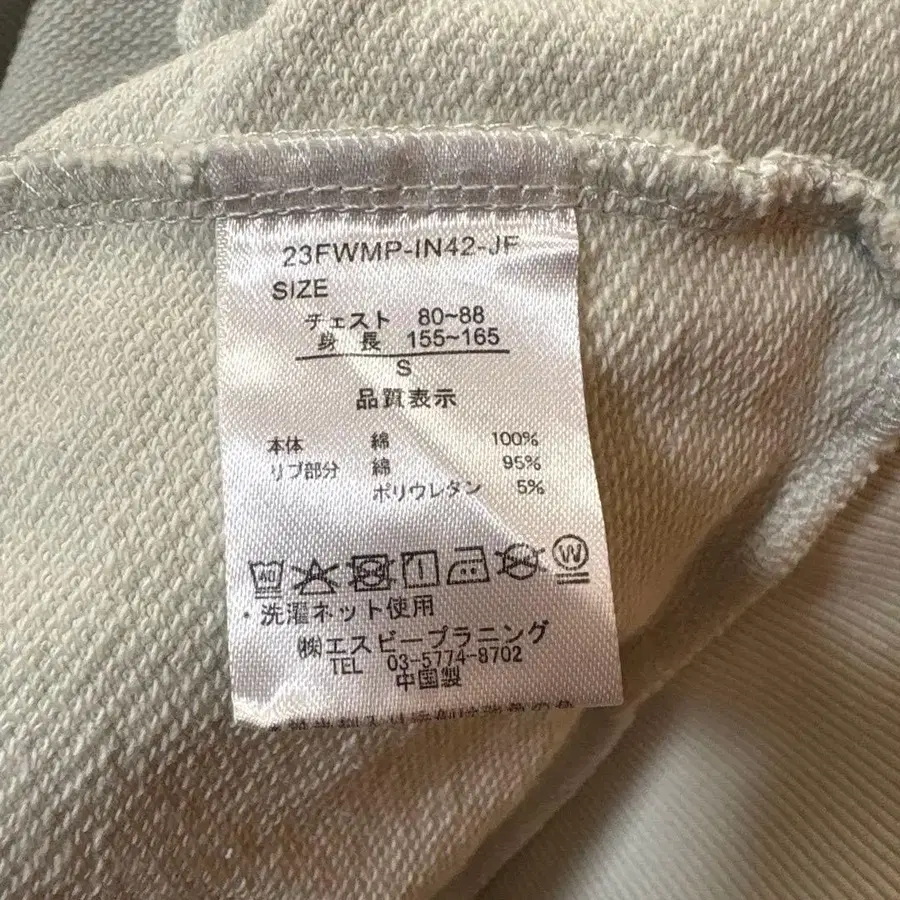 23FWMP-IN42-JF
SIZE
チェスト 80~88
身 長 155~165
S
品質表示
本体 綿 100%
リブ部分 綿 95%
ポリウレタン 5%
40
W
・洗濯ネット使用
㈱エスピープラニング
TEL 03-5774-8702
中国製